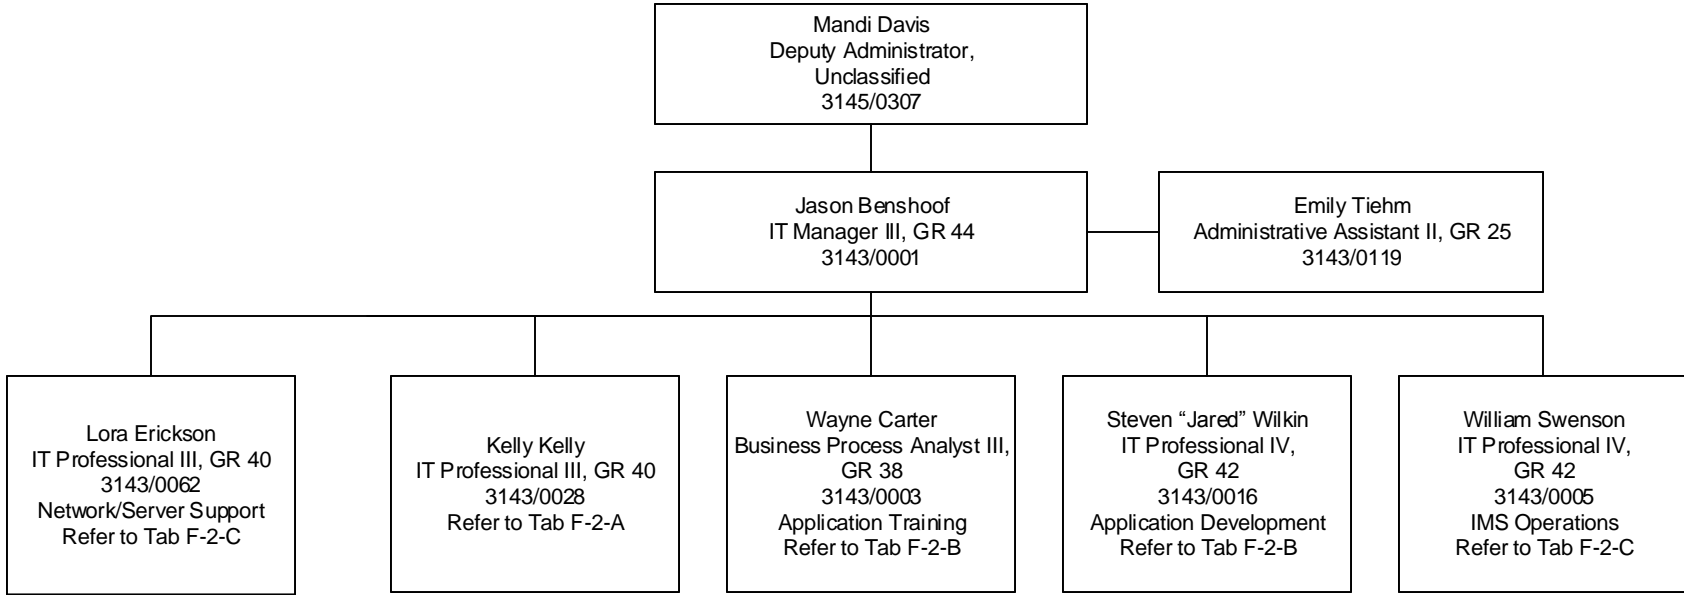 Mandi Davis
Deputy Administrator,
Unclassified
3145/0307
Jason Benshoof
IT Manager III, GR 44
3143/0001
Emily Tiehm
Administrative Assistant II, GR 25
3143/0119
Lora Erickson
IT Professional III, GR 40
3143/0062
Network/Server Support
Refer to Tab F-2-C
Kelly Kelly
IT Professional III, GR 40
3143/0028
Refer to Tab F-2-A
Wayne Carter
Business Process Analyst III,
GR 38
3143/0003
Application Training
Refer to Tab F-2-B
Steven “Jared” Wilkin
IT Professional IV,
GR 42
3143/0016
Application Development
Refer to Tab F-2-B
William Swenson
IT Professional IV,
GR 42
3143/0005
IMS Operations
Refer to Tab F-2-C